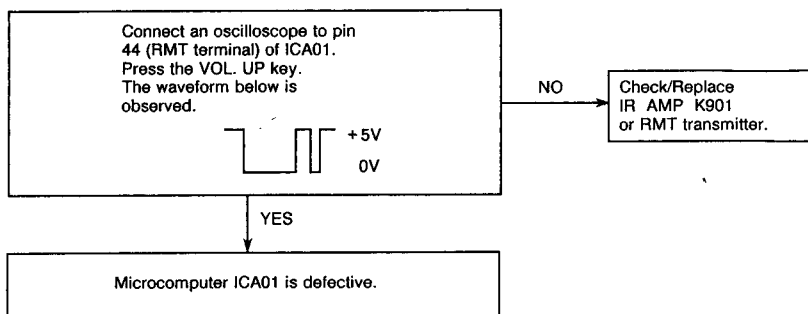 Connect an oscilloscope to pin
44 (RMT terminal) of ICA01.
Press the VOL. UP key.
The waveform below is
observed.
+5V
0V
NO
Check/Replace
IR AMP K901
or RMT transmitter.
YES
Microcomputer ICA01 is defective.